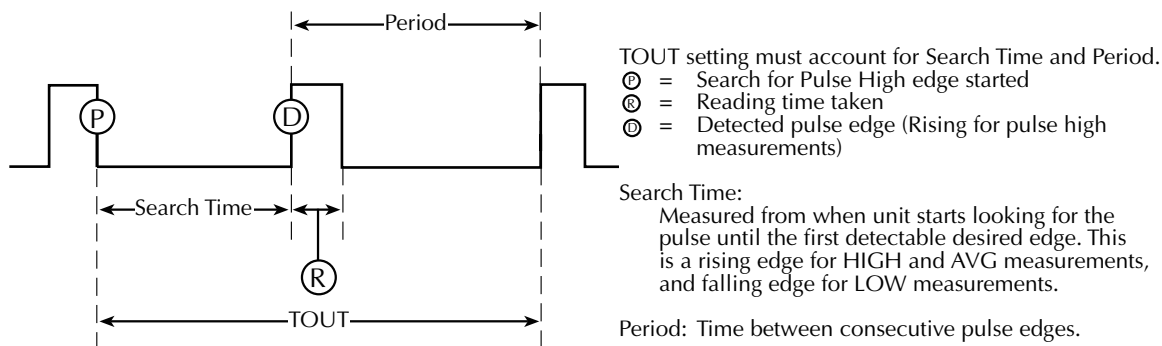 Period
P
D
Search Time
R
TOUT
TOUT setting must account for Search Time and Period.
Ⓟ = Search for Pulse High edge started
Ⓡ = Reading time taken
Ⓓ = Detected pulse edge (Rising for pulse high
measurements)
Search Time:
Measured from when unit starts looking for the
pulse until the first detectable desired edge. This
is a rising edge for HIGH and AVG measurements,
and falling edge for LOW measurements.
Period: Time between consecutive pulse edges.